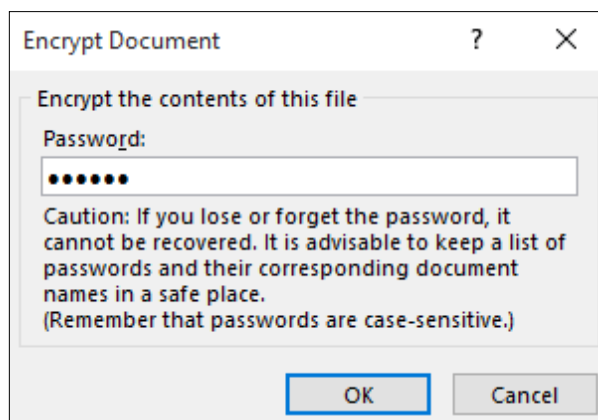 Encrypt Document ?
Encrypt the contents of this file
Password:
••••••
Caution: If you lose or forget the password, it
cannot be recovered. It is advisable to keep a list of
passwords and their corresponding document
names in a safe place.
(Remember that passwords are case-sensitive.)
OK Cancel